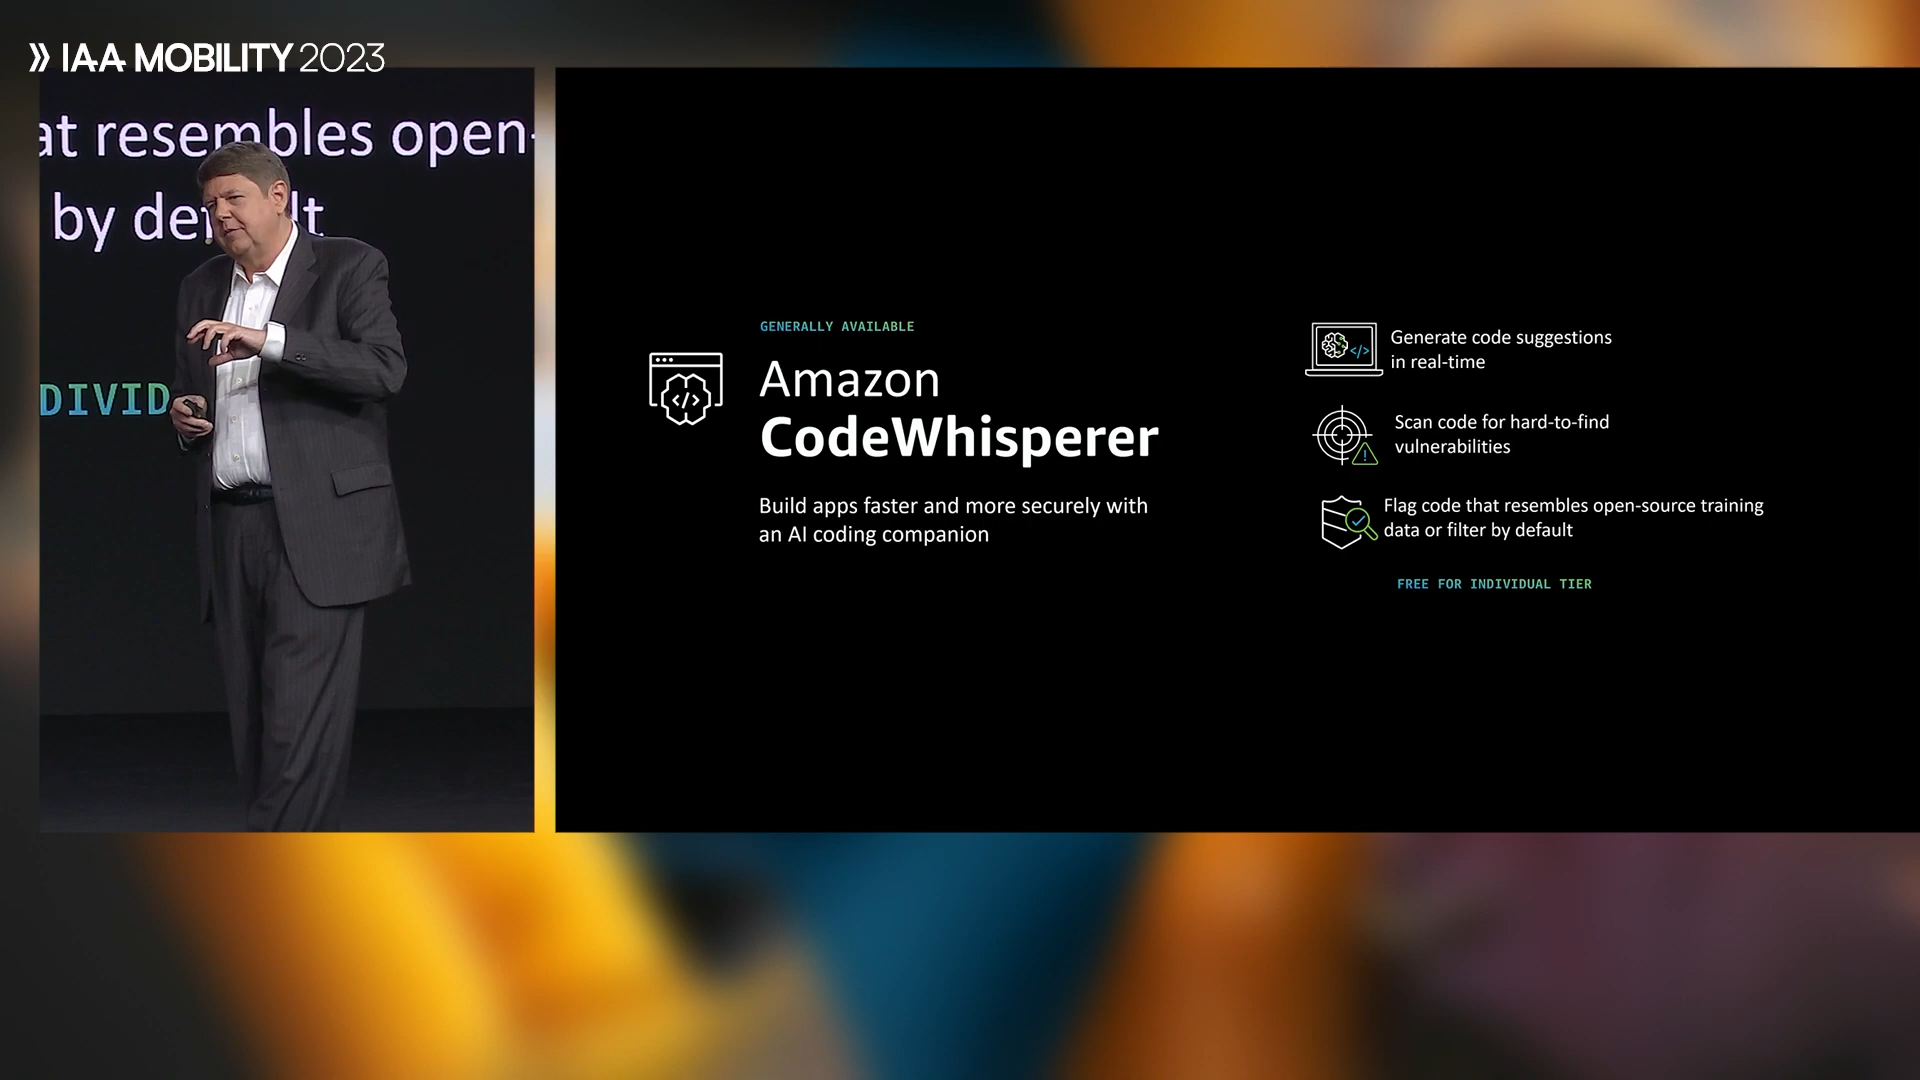 IAA MOBILITY 2023
at resembles open-
by def lt
DIVID
GENERALLY AVAILABLE
Amazon
CodeWhisperer
Build apps faster and more securely with
an AI coding companion
Generate code suggestions
in real-time
Scan code for hard-to-find
vulnerabilities
Flag code that resembles open-source training
data or filter by default
FREE FOR INDIVIDUAL TIER